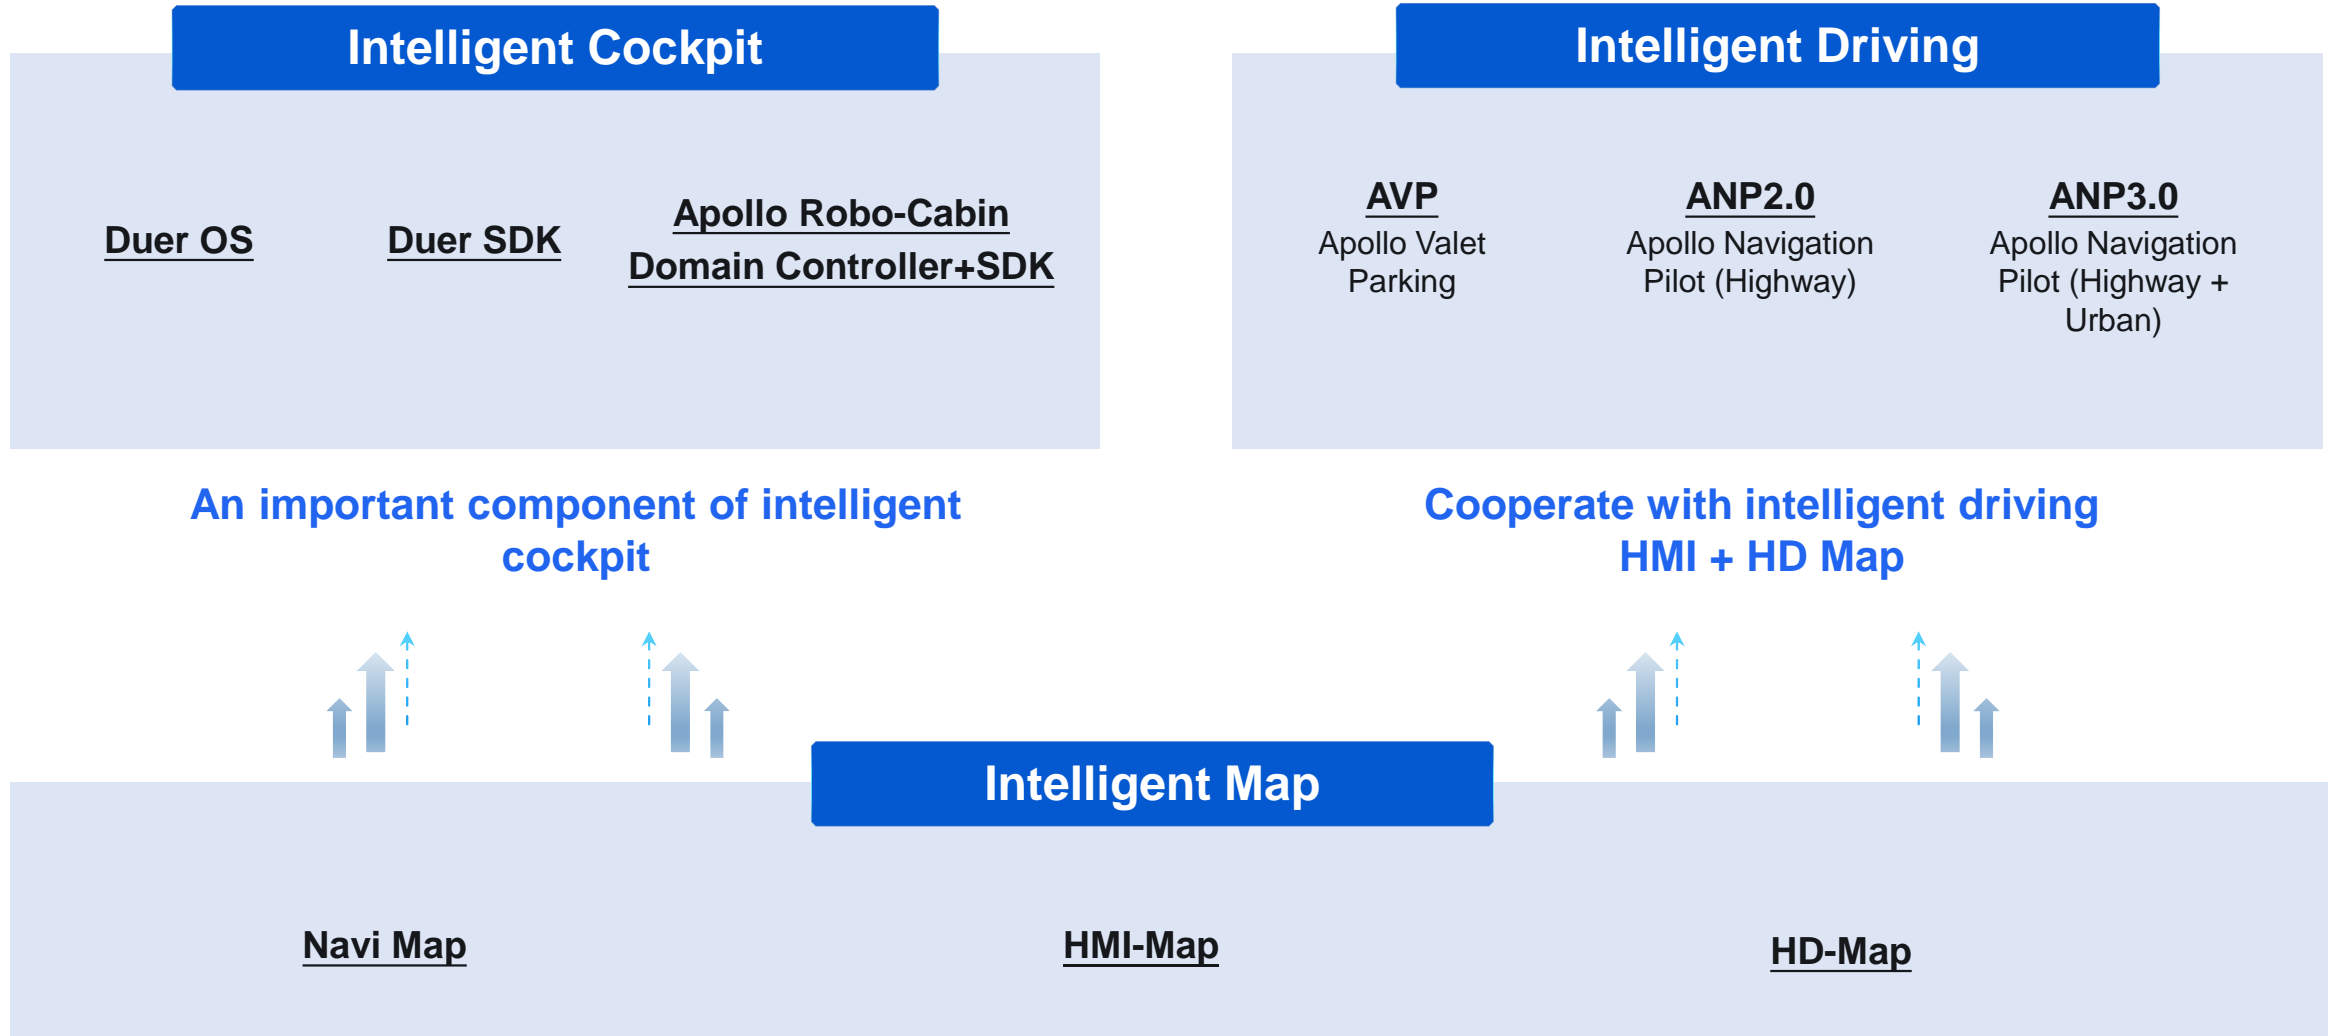 Intelligent Cockpit
Duer OS
Duer SDK
Apollo Robo-Cabin
Domain Controller+SDK
Intelligent Driving
AVP
Apollo Valet
Parking
ANP2.0
Apollo Navigation
Pilot (Highway)
ANP3.0
Apollo Navigation
Pilot (Highway +
Urban)
An important component of intelligent
cockpit
Cooperate with intelligent driving
HMI + HD Map
Intelligent Map
Navi Map
HMI-Map
HD-Map